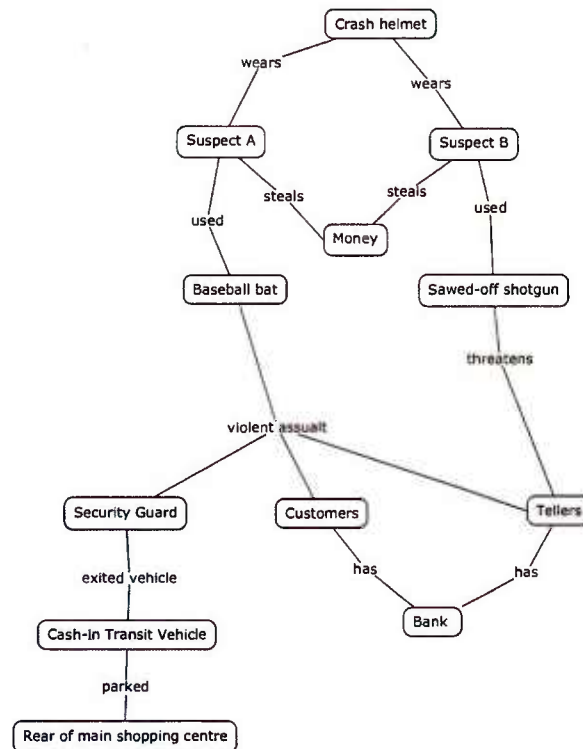 Crash helmet
wears
wears
Suspect A
Suspect B
steals
steals
used
used
Money
Baseball bat
Sawed-off shotgun
threatens
violent assualt
Security Guard
Customers
Tellers
exited vehicle
has
has
Bank
Cash-in Transit Vehicle
parked
Rear of main shopping centre